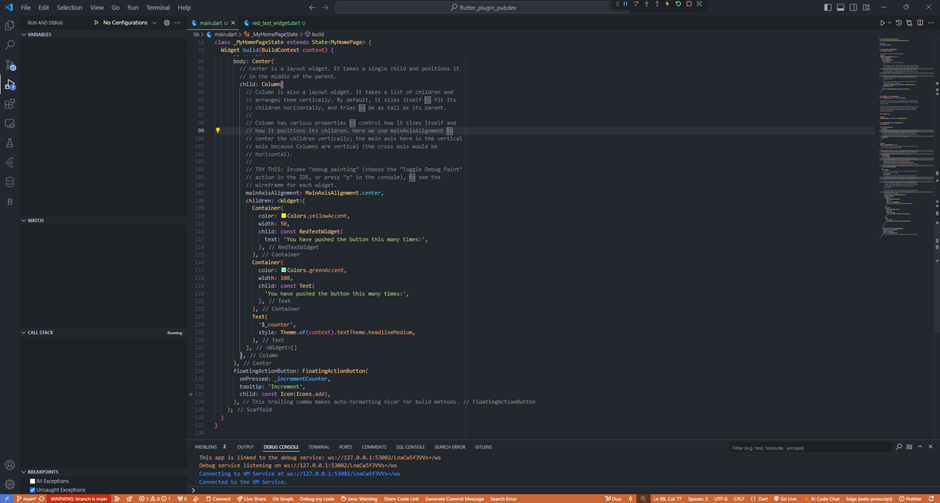 File Edit Selection View Go Run Terminal Help
flutter_plugin_pubdev
RUN AND DEBUG No Configurations
main.dart U red_text_widget.dart U
lib > main.dart > _MyHomePageState > build
VARIABLES
WATCH
CALL STACK Running
BREAKPOINTS
All Exceptions
Uncaught Exceptions
class _MyHomePageState extends State<MyHomePage> {
Widget build(BuildContext context) {
body: Center(
// Center is a layout widget. It takes a single child and positions it
// in the middle of the parent.
child: Column(
// Column is also a layout widget. It takes a list of children and
// arranges them vertically. By default, it sizes itself to fit its
// children horizontally, and tries to be as tall as its parent.
//
// Column has various properties to control how it sizes itself and
99 // how it positions its children. Here we use mainAxisAlignment to
// center the children vertically; the main axis here is the vertical
// axis because Columns are vertical (the cross axis would be
// horizontal).
//
// TRY THIS: Invoke "debug painting" (choose the "Toggle Debug Paint"
// action in the IDE, or press "p" in the console), to see the
// wireframe for each widget.
mainAxisAlignment: MainAxisAlignment.center,
children: <Widget>[
Container(
color: Colors.yellowAccent,
width: 50,
child: const RedTextWidget(
text: 'You have pushed the button this many times:',
), // RedTextWidget
), // Container
Container(
color: Colors.greenAccent,
width: 100,
child: const Text(
'You have pushed the button this many times:',
), // Text
), // Container
Text(
'$_counter',
style: Theme.of(context).textTheme.headlineMedium,
), // Text
], // <Widget>[]
), // Column
), // Center
floatingActionButton: FloatingActionButton(
onPressed: _incrementCounter,
tooltip: 'Increment',
child: const Icon(Icons.add),
), // This trailing comma makes auto-formatting nicer for build methods. // FloatingActionButton
); // Scaffold
}
}
PROBLEMS 2 OUTPUT DEBUG CONSOLE TERMINAL PORTS COMMENTS SQL CONSOLE SEARCH ERROR GITLENS
Filter (e.g. text, !exclude, \escape)
This app is linked to the debug service: ws://127.0.0.1:53002/LnaCw5f3VVs=/ws
Debug service listening on ws://127.0.0.1:53002/LnaCw5f3VVs=/ws
Connecting to VM Service at ws://127.0.0.1:53002/LnaCw5f3VVs=/ws
Connected to the VM Service.
main* WARNING, branch is main Connect Live Share Git Graph Debug my code Java: Warning Share Code Link Generate Commit Message Search Error Duo Ln 99, Col 77 Spaces: 2 UTF-8 CRLF Dart Go Live AI Code Chat Edge (web-javascript) Prettier